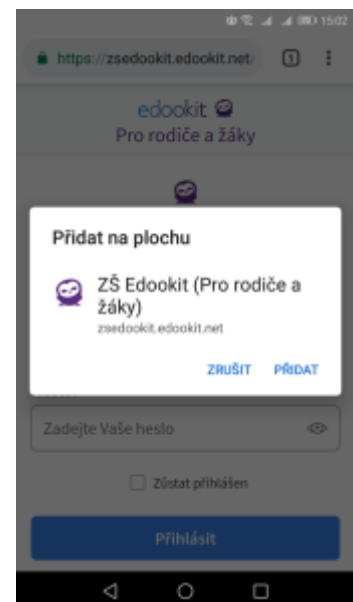 15:02
https://zsedookit.edookit.net/
1
edookit
Pro rodiče a žáky
Přidat na plochu
ZŠ Edookit (Pro rodiče a
žáky)
zsedookit.edookit.net
ZRUŠIT PŘIDAT
Zadejte Vaše heslo
Zůstat přihlášen
Přihlásit